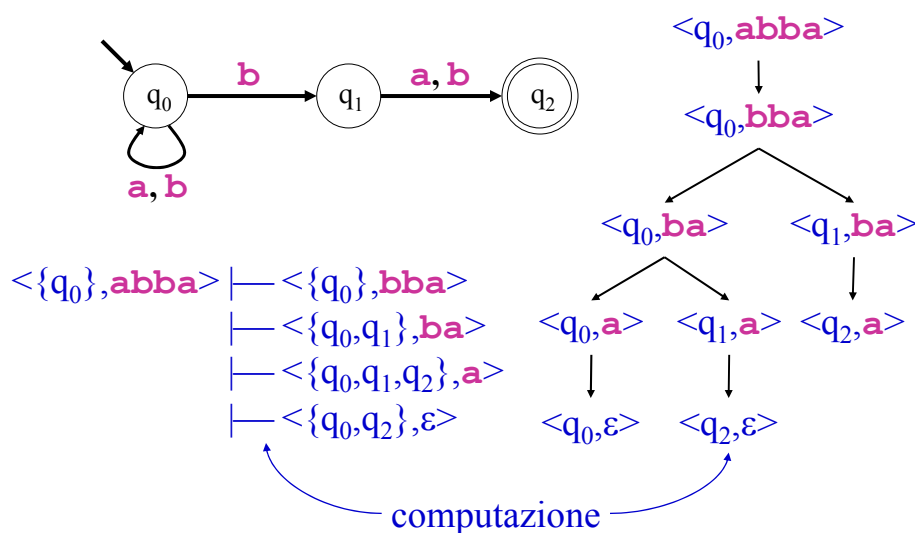 b
a, b
q₀
q₁
q₂
a, b
<{q₀},abba> |— <{q₀},bba>
|— <{q₀,q₁},ba>
|— <{q₀,q₁,q₂},a>
|— <{q₀,q₂},ε>
<q₀,abba>
<q₀,bba>
<q₀,ba> <q₁,ba>
<q₀,a> <q₁,a> <q₂,a>
<q₀,ε> <q₂,ε>
computazione